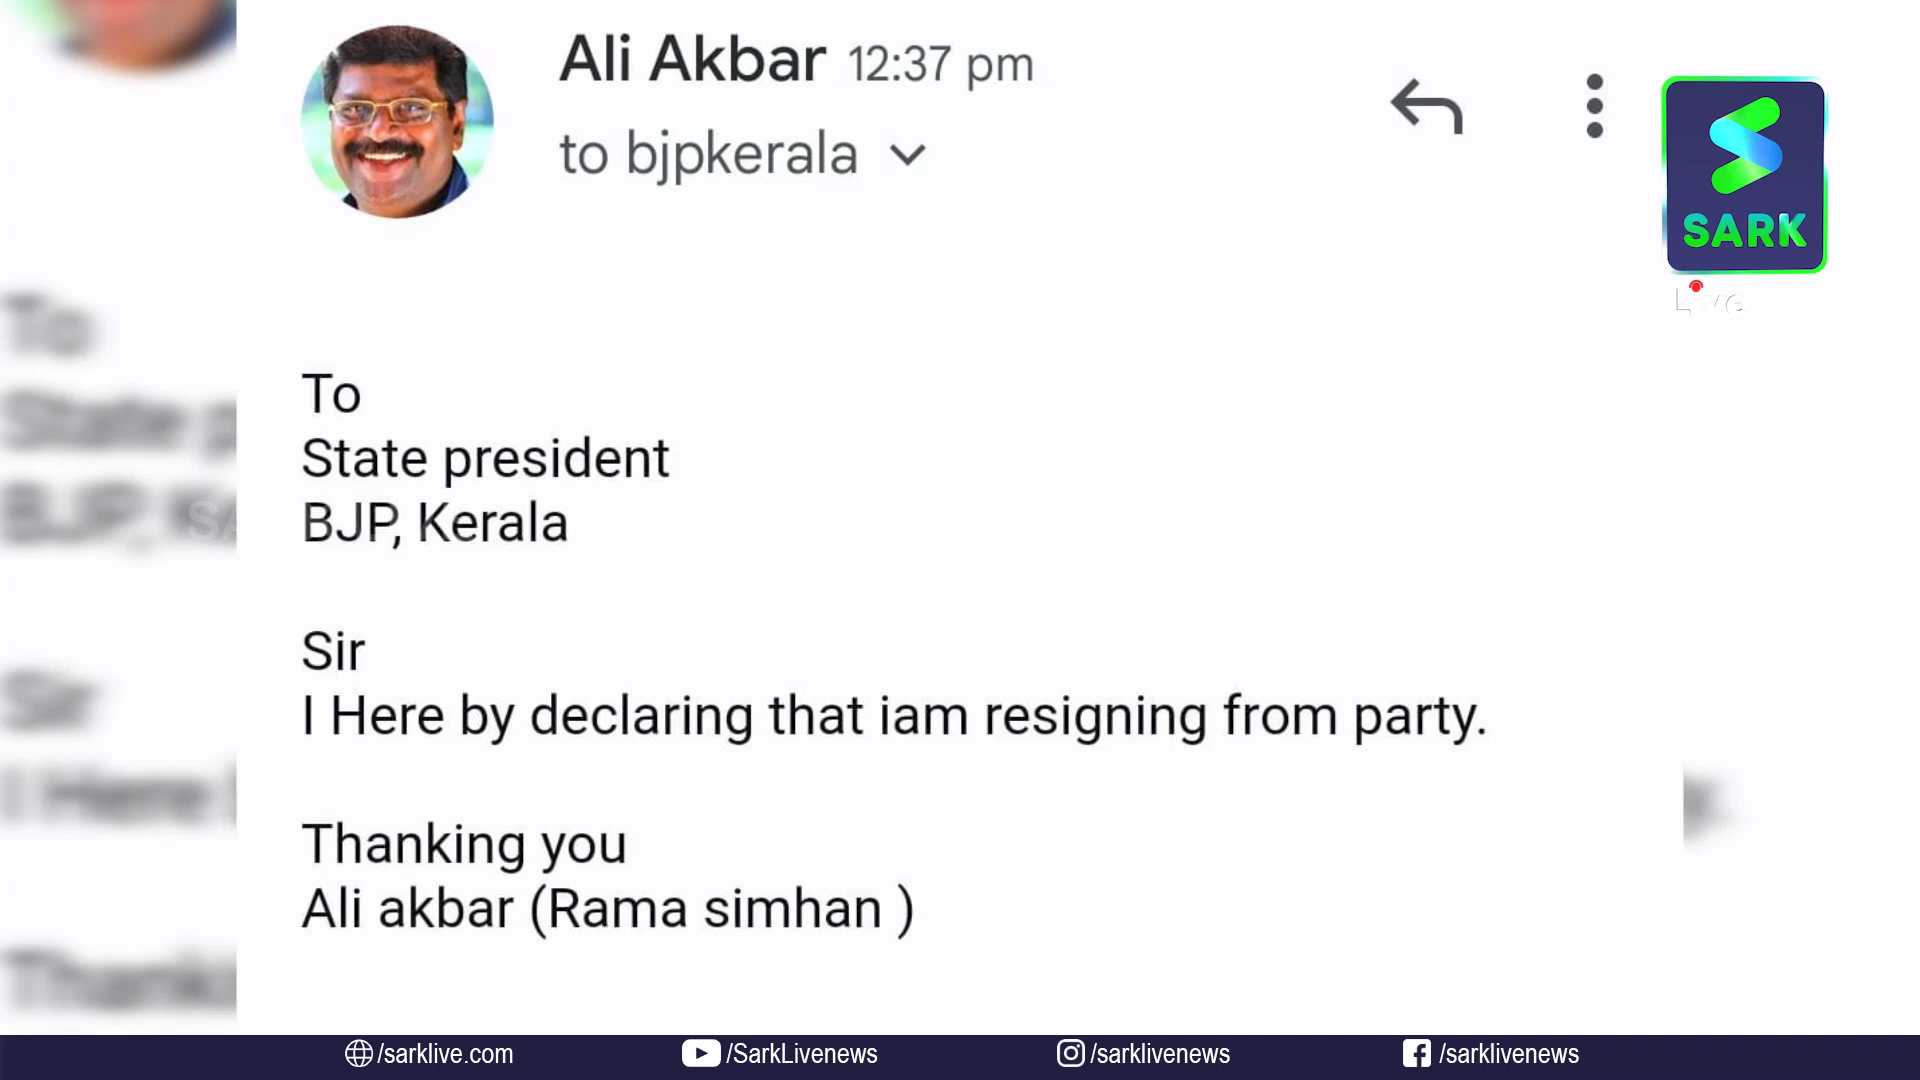 Ali Akbar 12:37 pm
to bjpkerala
SARK
Live
To
State president
BJP, Kerala
Sir
I Here by declaring that iam resigning from party.
Thanking you
Ali akbar (Rama simhan )
/sarklive.com
/SarkLivenews
/sarklivenews
/sarklivenews